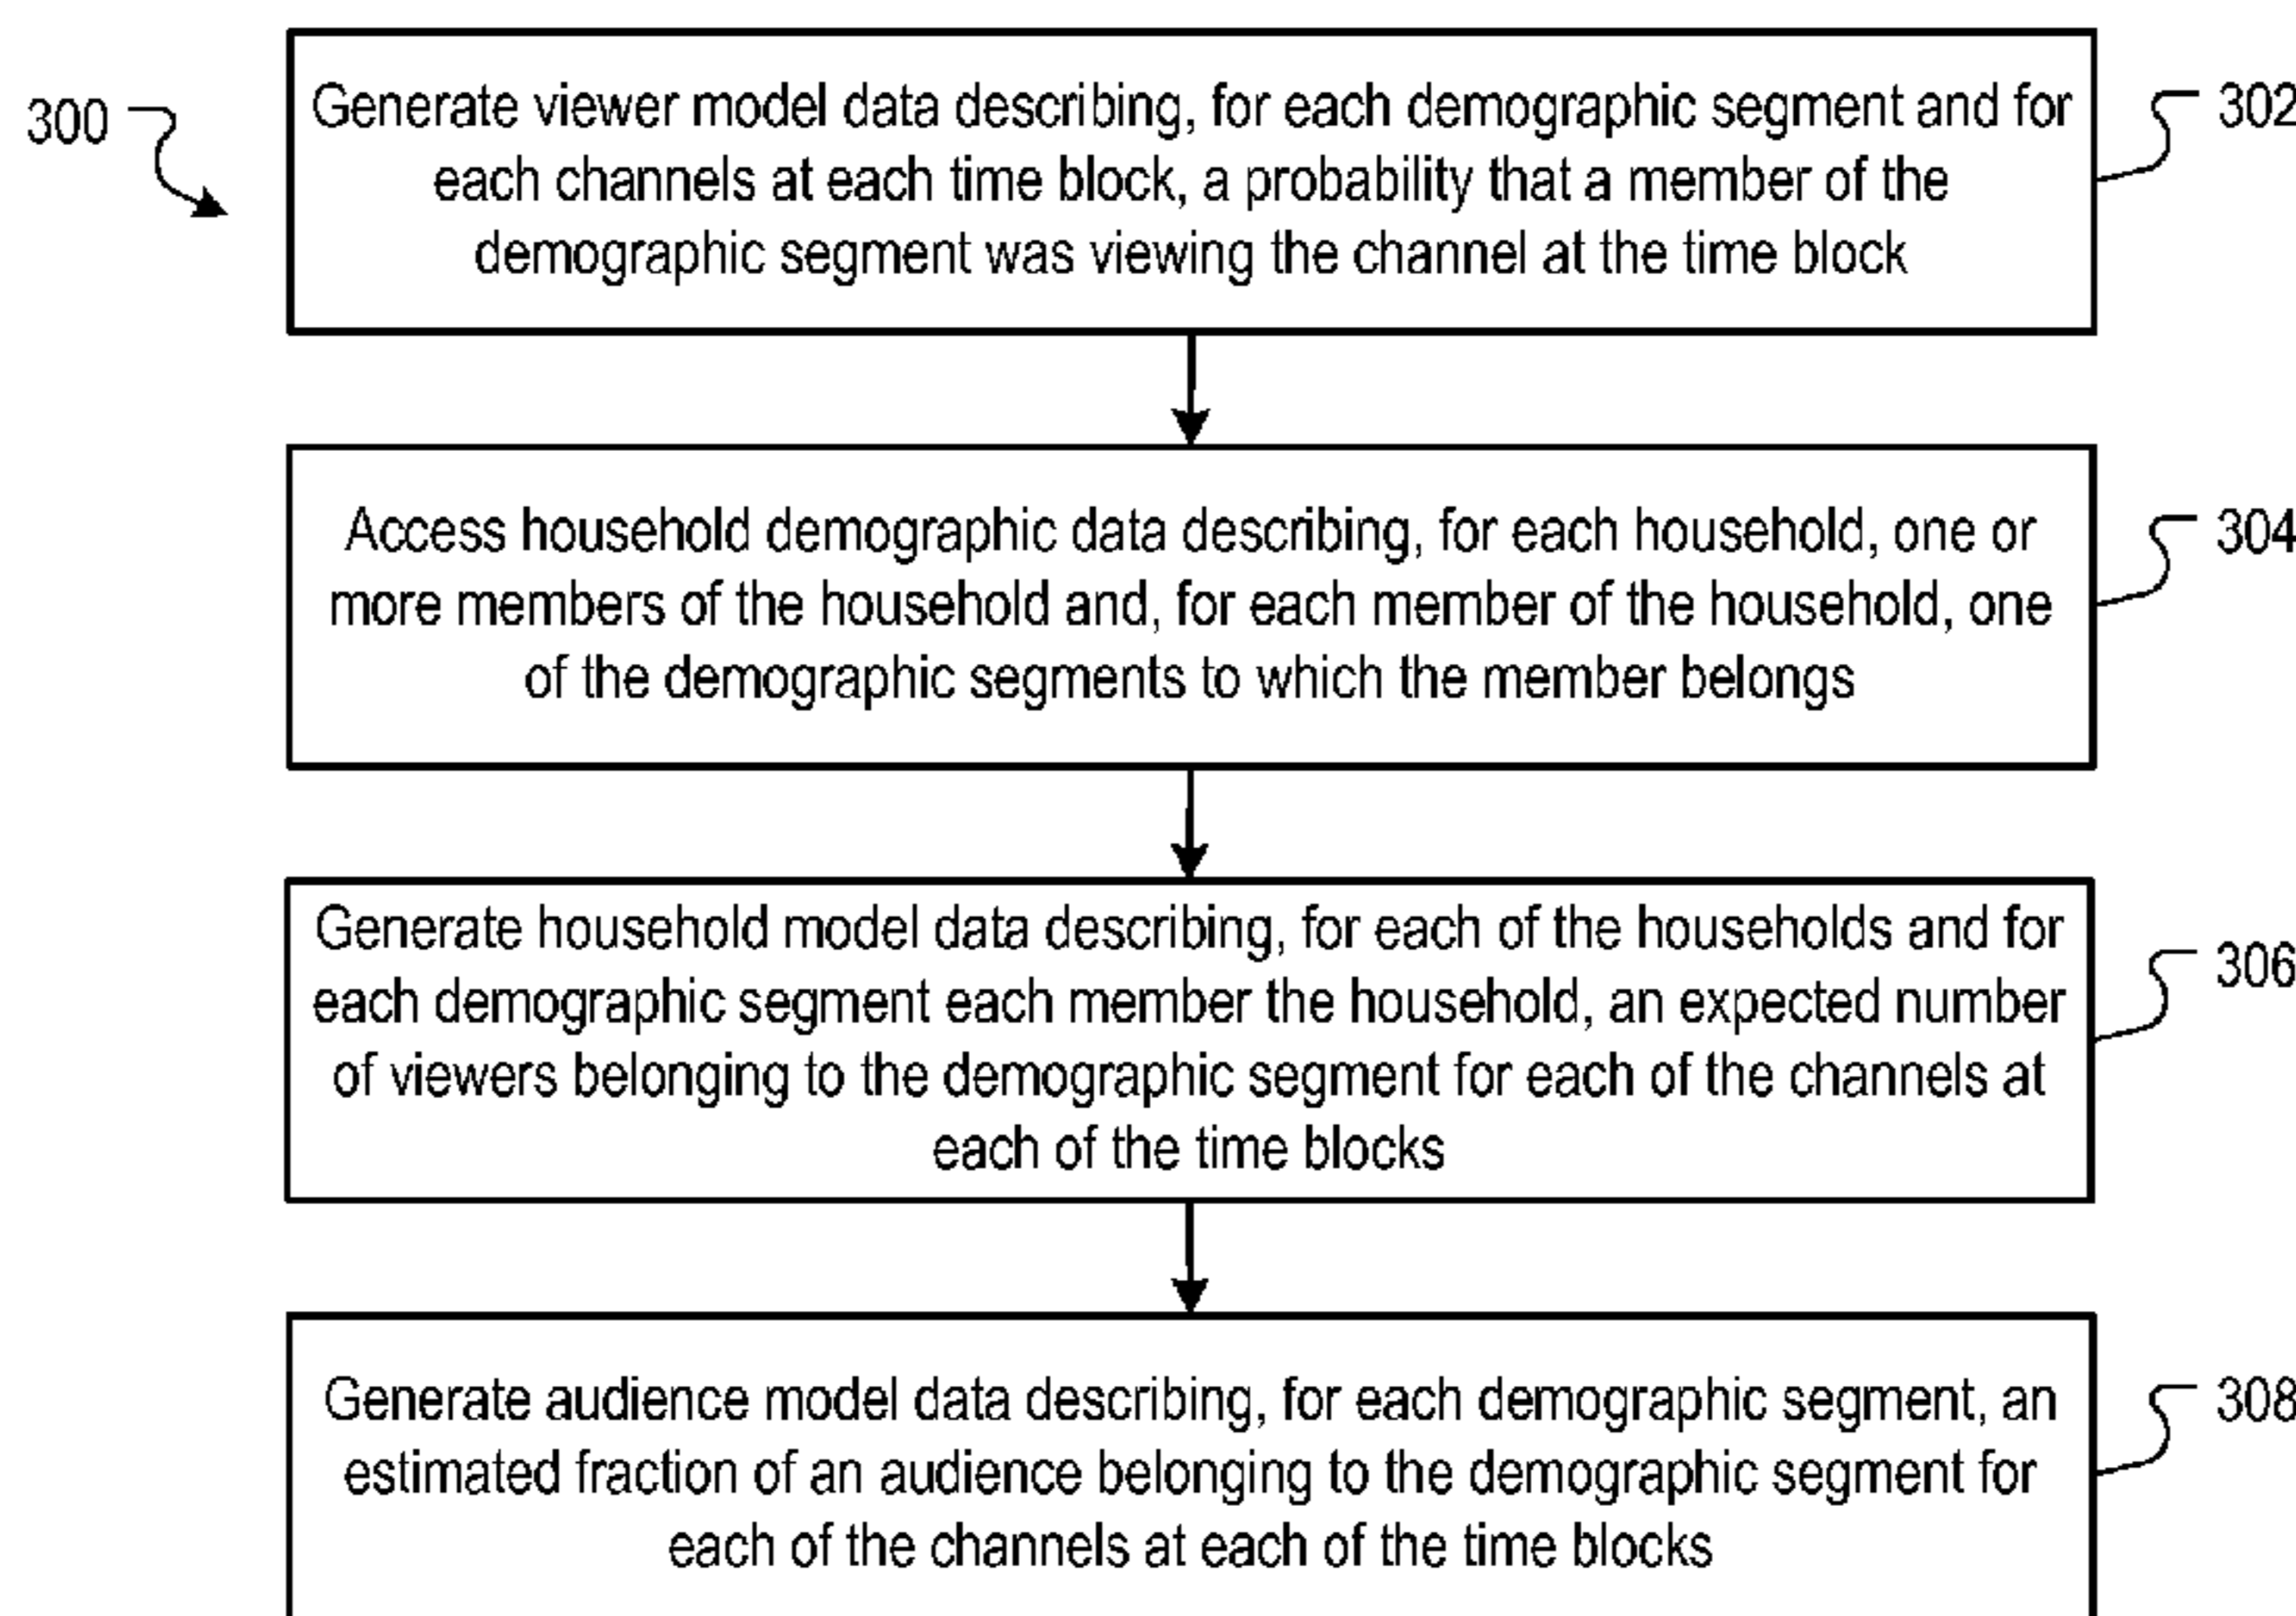 300
Generate viewer model data describing, for each demographic segment and for
each channels at each time block, a probability that a member of the
demographic segment was viewing the channel at the time block
302
Access household demographic data describing, for each household, one or
more members of the household and, for each member of the household, one
of the demographic segments to which the member belongs
304
Generate household model data describing, for each of the households and for
each demographic segment each member the household, an expected number
of viewers belonging to the demographic segment for each of the channels at
each of the time blocks
306
Generate audience model data describing, for each demographic segment, an
estimated fraction of an audience belonging to the demographic segment for
each of the channels at each of the time blocks
308